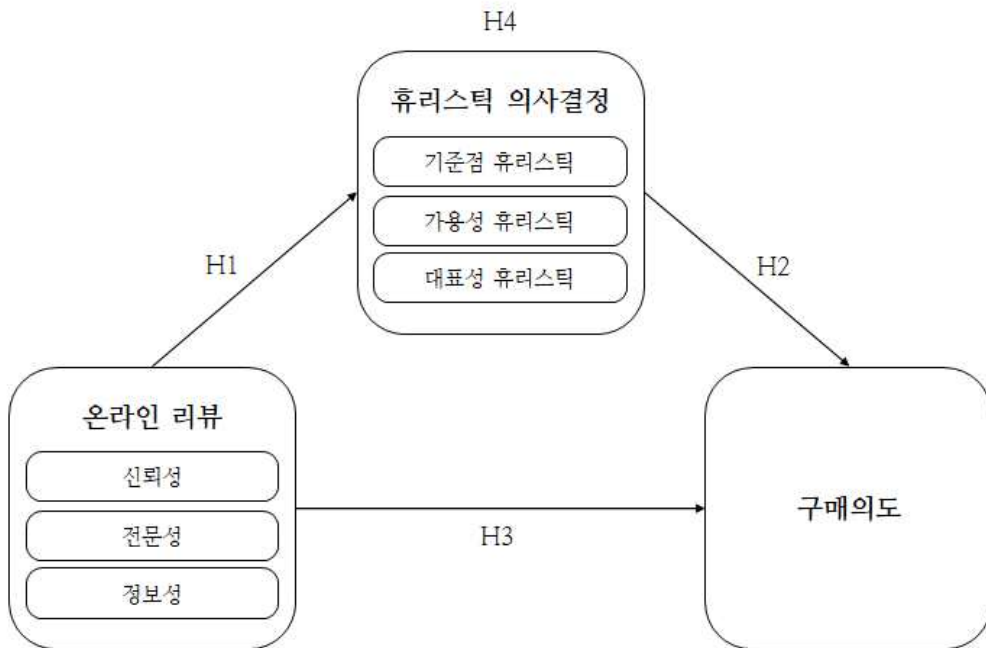 H4
휴리스틱 의사결정
기준점 휴리스틱
가용성 휴리스틱
대표성 휴리스틱
H1
H2
온라인 리뷰
신뢰성
전문성
정보성
H3
구매의도